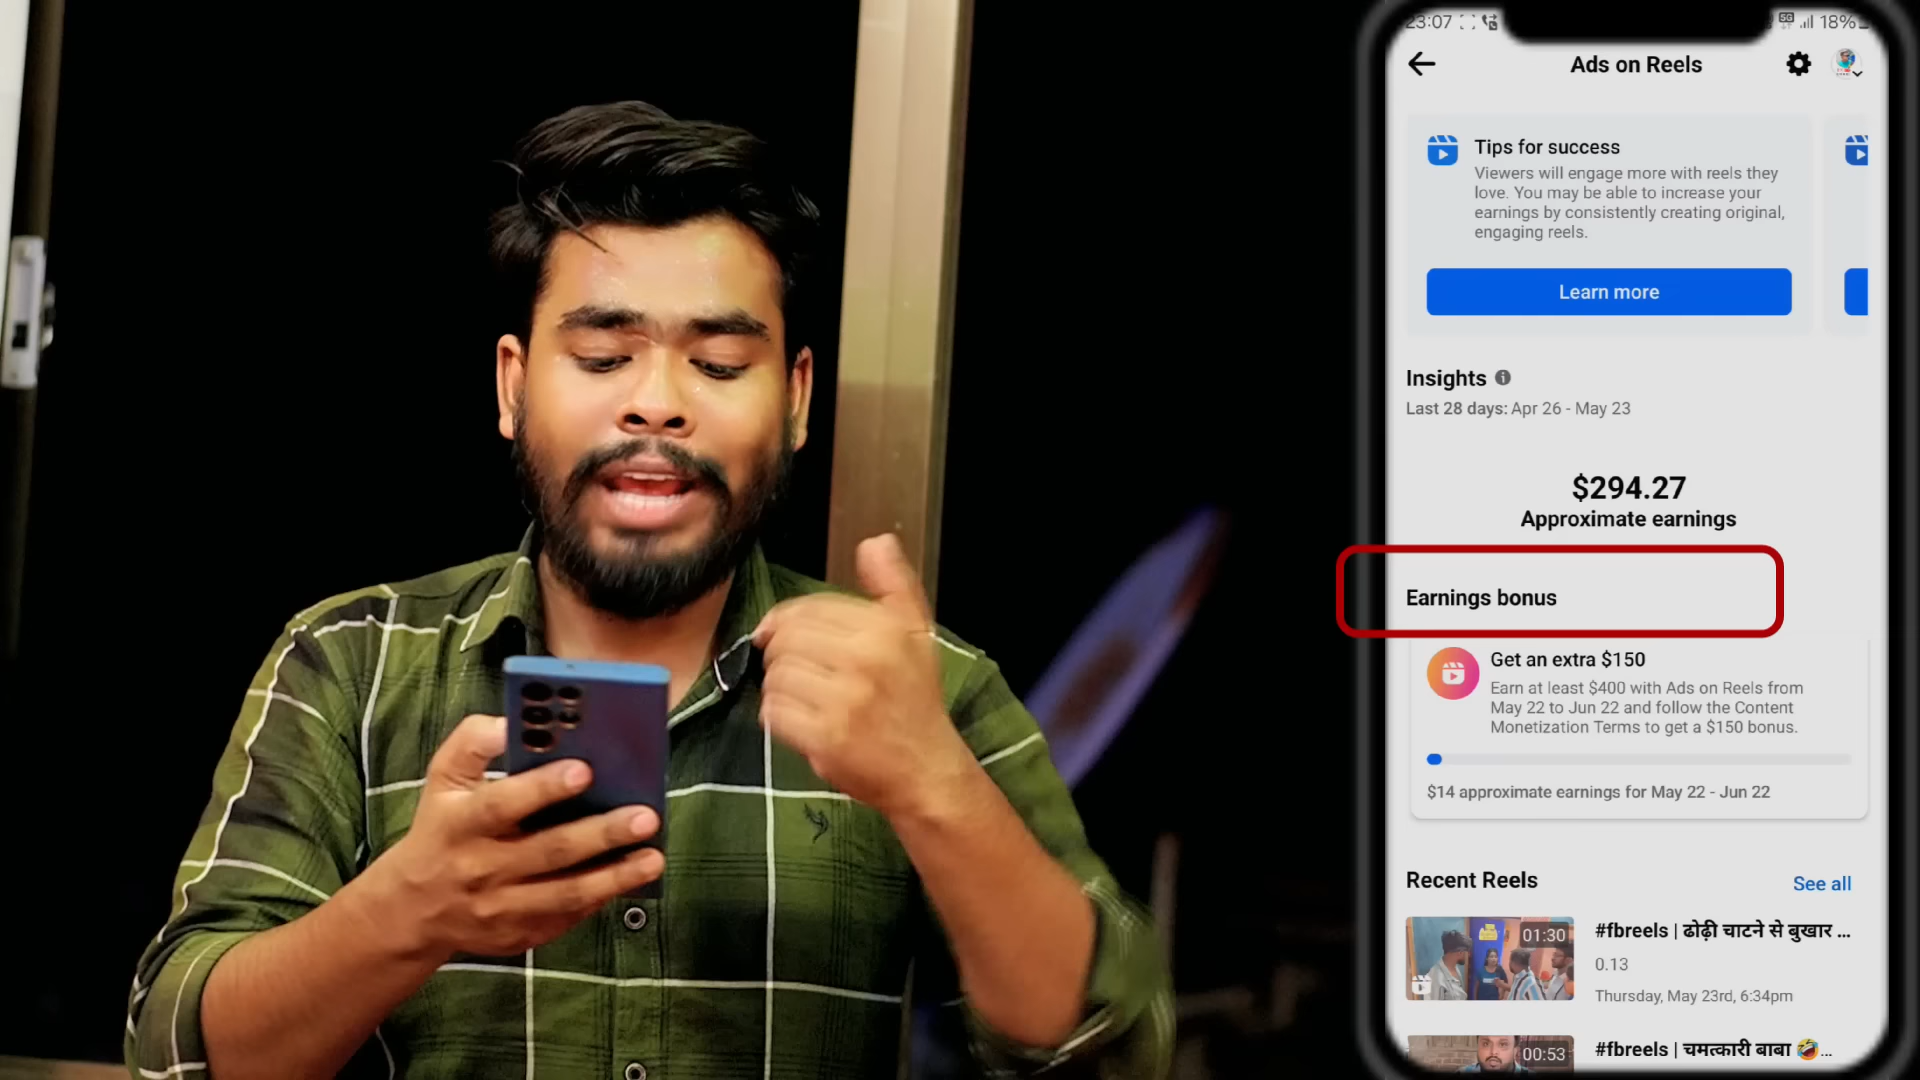 23:07
5G
18%
Ads on Reels
Tips for success
Viewers will engage more with reels they
love. You may be able to increase your
earnings by consistently creating original,
engaging reels.
Learn more
Insights
Last 28 days: Apr 26 - May 23
$294.27
Approximate earnings
Earnings bonus
Get an extra $150
Earn at least $400 with Ads on Reels from
May 22 to Jun 22 and follow the Content
Monetization Terms to get a $150 bonus.
$14 approximate earnings for May 22 - Jun 22
Recent Reels
See all
01:30
#fbreels | ढोढ़ी चाटने से बुखार ...
0.13
Thursday, May 23rd, 6:34pm
00:53
#fbreels | चमत्कारी बाबा 🤣...